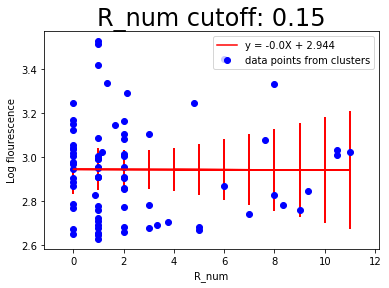 R_num cutoff: 0.15
y = -0.0X + 2.944
data points from clusters
Log flourescence
3.4
3.2
3.0
2.8
2.6
0 2 4 6 8 10 12
R_num